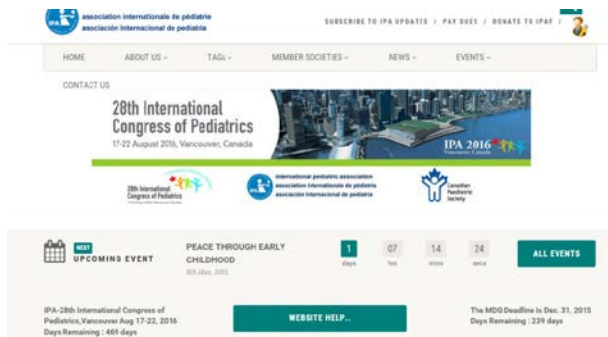 association internationale de pédiatrie
asociación internacional de pediatría
SUBSCRIBE TO IPA UPDATES / PAY DUES / DONATE TO IPAF /
HOME ABOUT US TAGs MEMBER SOCIETIES NEWS EVENTS
CONTACT US
28th International
Congress of Pediatrics
17-22 August 2016, Vancouver, Canada
IPA 2016
Vancouver, Canada
28th International
Congress of Pediatrics
international pediatric association
association internationale de pédiatrie
asociación internacional de pediatría
Canadian
Paediatric
Society
NEXT
UPCOMING EVENT
PEACE THROUGH EARLY
CHILDHOOD
1 07 14 24
days hrs mins secs
ALL EVENTS
IPA-28th International Congress of
Pediatrics,Vancouver Aug 17-22, 2016
Days Remaining : 469 days
WEBSITE HELP..
The MDG Deadline is Dec. 31, 2015
Days Remaining : 239 days